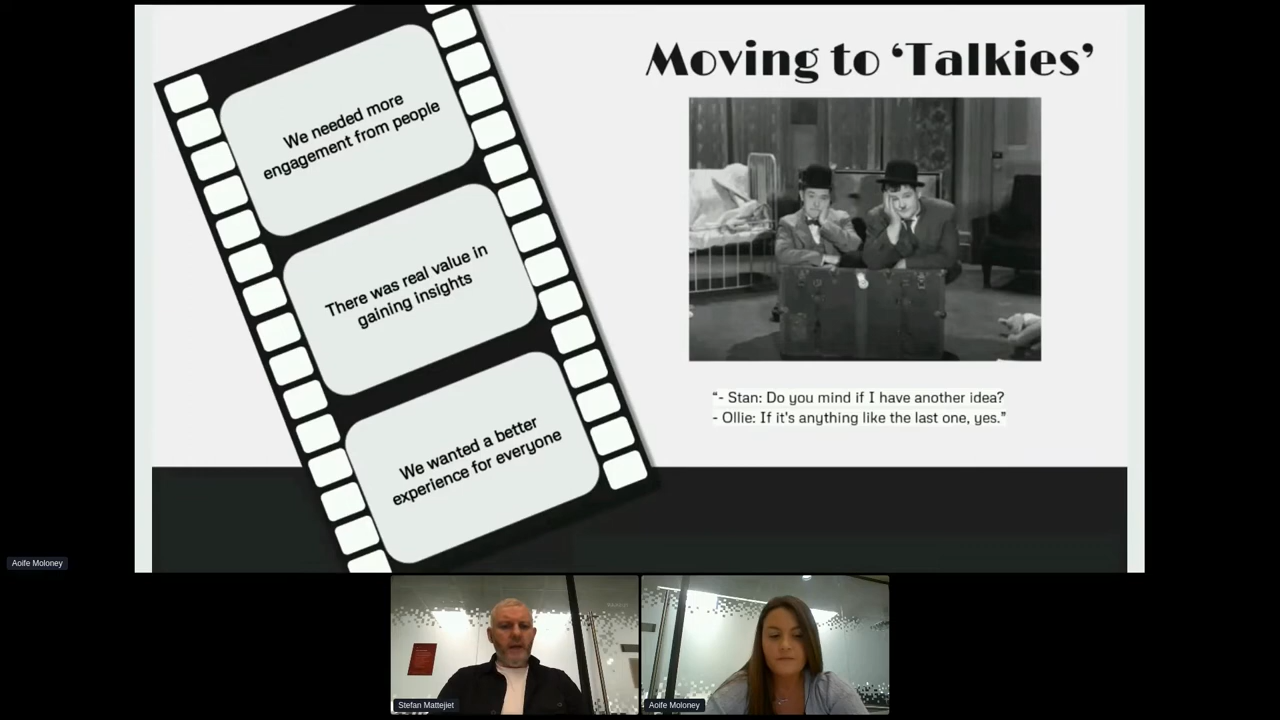 We needed more
engagement from people
There was real value in
gaining insights
We wanted a better
experience for everyone
Moving to ‘Talkies’
“- Stan: Do you mind if I have another idea?
- Ollie: If it's anything like the last one, yes.”
Aoife Moloney
Stefan Mattejiet
Aoife Moloney